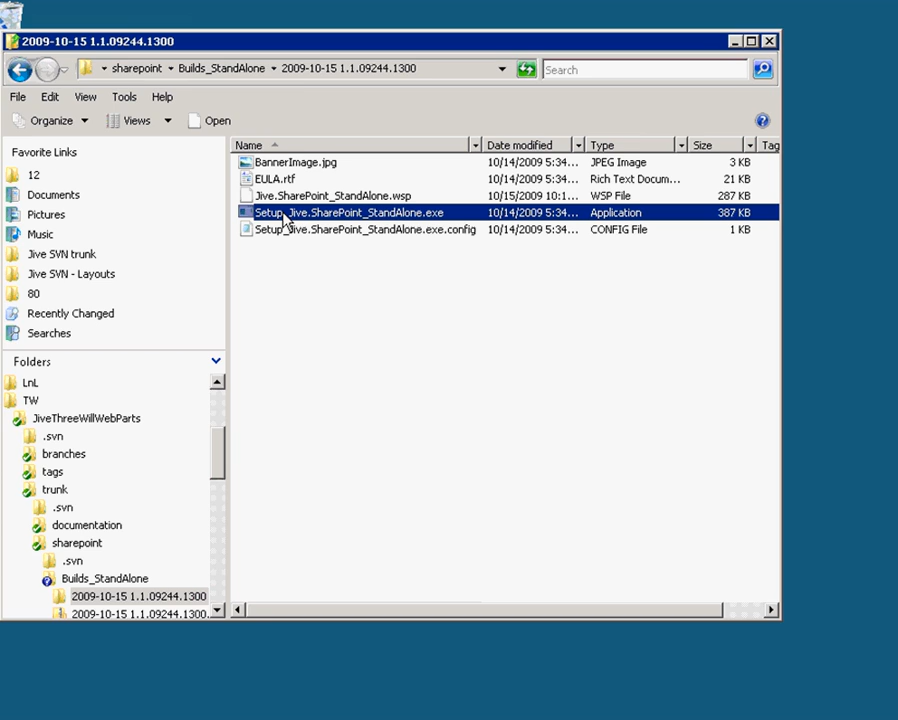 2009-10-15 1.1.09244.1300
sharepoint Builds_StandAlone 2009-10-15 1.1.09244.1300 Search
File Edit View Tools Help
Organize Views Open
Favorite Links
12
Documents
Pictures
Music
Jive SVN trunk
Jive SVN - Layouts
80
Recently Changed
Searches
Folders
LnL
TW
JiveThreeWillWebParts
.svn
branches
tags
trunk
.svn
documentation
sharepoint
.svn
Builds_StandAlone
2009-10-15 1.1.09244.1300
2009-10-15 1.1.09244.1300.
Name Date modified Type Size Tag
BannerImage.jpg 10/14/2009 5:34... JPEG Image 3 KB
EULA.rtf 10/14/2009 5:34... Rich Text Docum... 21 KB
Jive.SharePoint_StandAlone.wsp 10/15/2009 10:1... WSP File 287 KB
Setup_Jive.SharePoint_StandAlone.exe 10/14/2009 5:34... Application 387 KB
Setup_Jive.SharePoint_StandAlone.exe.config 10/14/2009 5:34... CONFIG File 1 KB